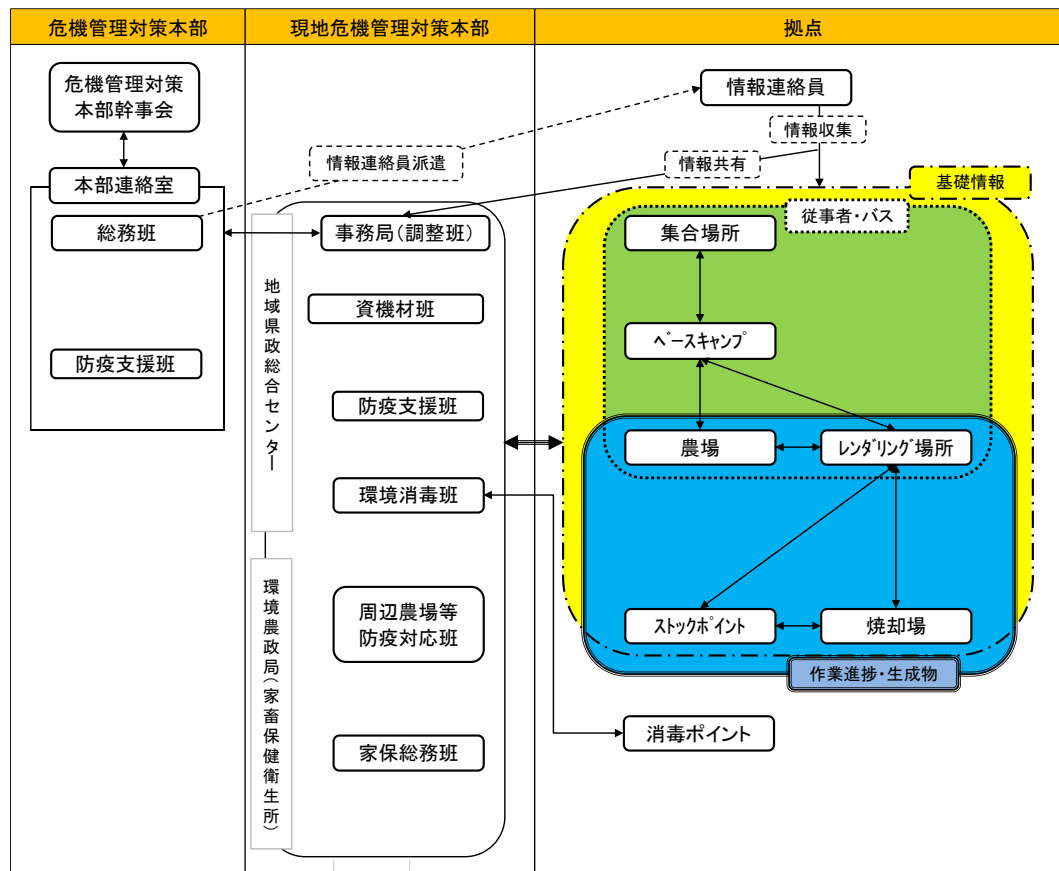 危機管理対策本部
現地危機管理対策本部
拠点
危機管理対策
本部幹事会
本部連絡室
総務班
防疫支援班
情報連絡員派遣
地域県政総合センター
環境農政局(家畜保健衛生所)
事務局(調整班)
資機材班
防疫支援班
環境消毒班
周辺農場等
防疫対応班
家保総務班
情報連絡員
情報収集
情報共有
基礎情報
従事者・バス
集合場所
ﾍﾞｰｽｷｬﾝﾌﾟ
農場
ﾚﾝﾀﾞﾘﾝｸﾞ場所
ｽﾄｯｸﾎﾟｲﾝﾄ
焼却場
作業進捗・生成物
消毒ポイント